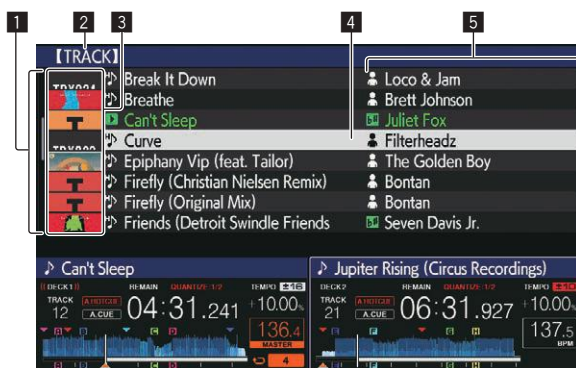 1 2 3 4 5
【TRACK】
Break It Down Loco & Jam
Breathe Brett Johnson
Can't Sleep Juliet Fox
Curve Filterheadz
Epiphany Vip (feat. Tailor) The Golden Boy
Firefly (Christian Nielsen Remix) Bontan
Firefly (Original Mix) Bontan
Friends (Detroit Swindle Friends Seven Davis Jr.
Can't Sleep Jupiter Rising (Circus Recordings)
DECK1 REMAIN QUANTIZE 1/2 TEMPO ±16 DECK2 REMAIN QUANTIZE 1/2 TEMPO ±10
TRACK 12 A.HOTCUE A.CUE 04:31.241 +10.00% TRACK 21 A.HOTCUE A.CUE 06:31.927 +10.00
136.4 MASTER 137.5 BPM
4